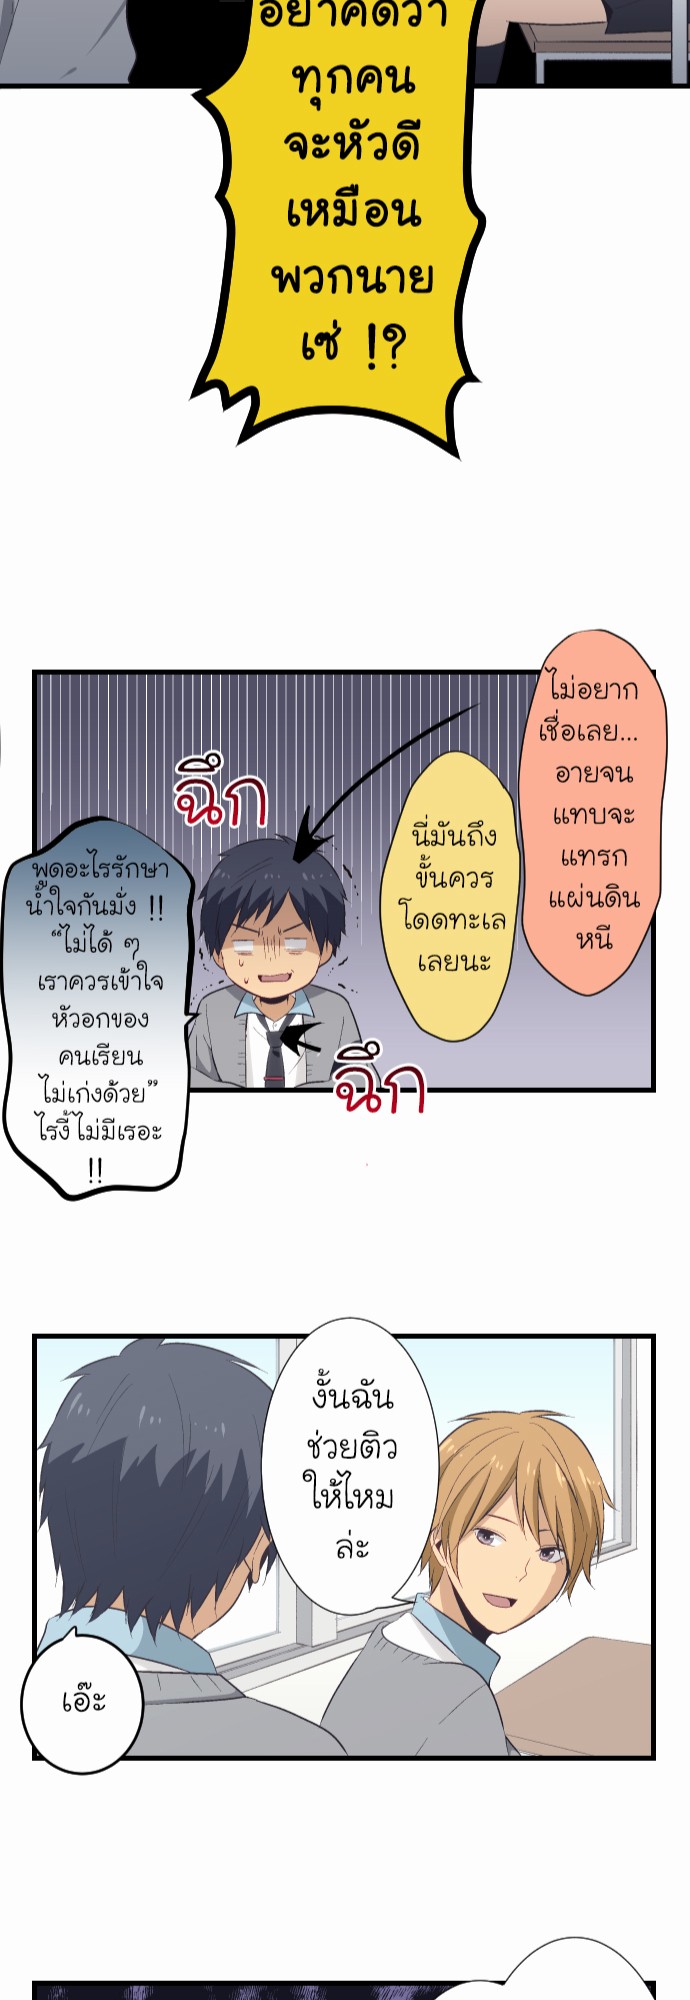 อย่าคิดว่า
ทุกคน
จะหัวดี
เหมือน
พวกนาย
เซ่ !?
ไม่อยาก
เชื่อเลย...
อายจน
แทบจะ
แทรก
แผ่นดิน
หนี
นี่มันถึง
ขั้นควร
โดดทะเล
เลยนะ
ฉึก
พูดอะไรรักษา
น้ำใจกันมั่ง !!
“ไม่ได้ ๆ
เราควรเข้าใจ
หัวอกของ
คนเรียน
ไม่เก่งด้วย”
ไรงี้ไม่มีเรอะ
!!
ฉึก
งั้นฉัน
ช่วยติว
ให้ไหม
ล่ะ
เอ๊ะ